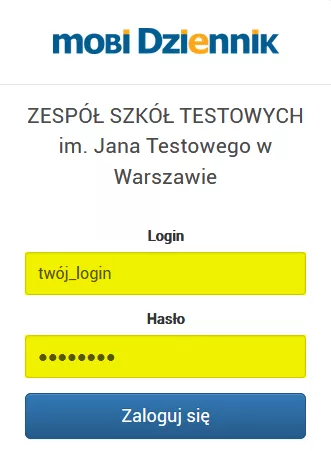 mobi Dziennik
ZESPÓŁ SZKÓŁ TESTOWYCH
im. Jana Testowego w
Warszawie
Login
twój_login
Hasło
●●●●●●●●
Zaloguj się